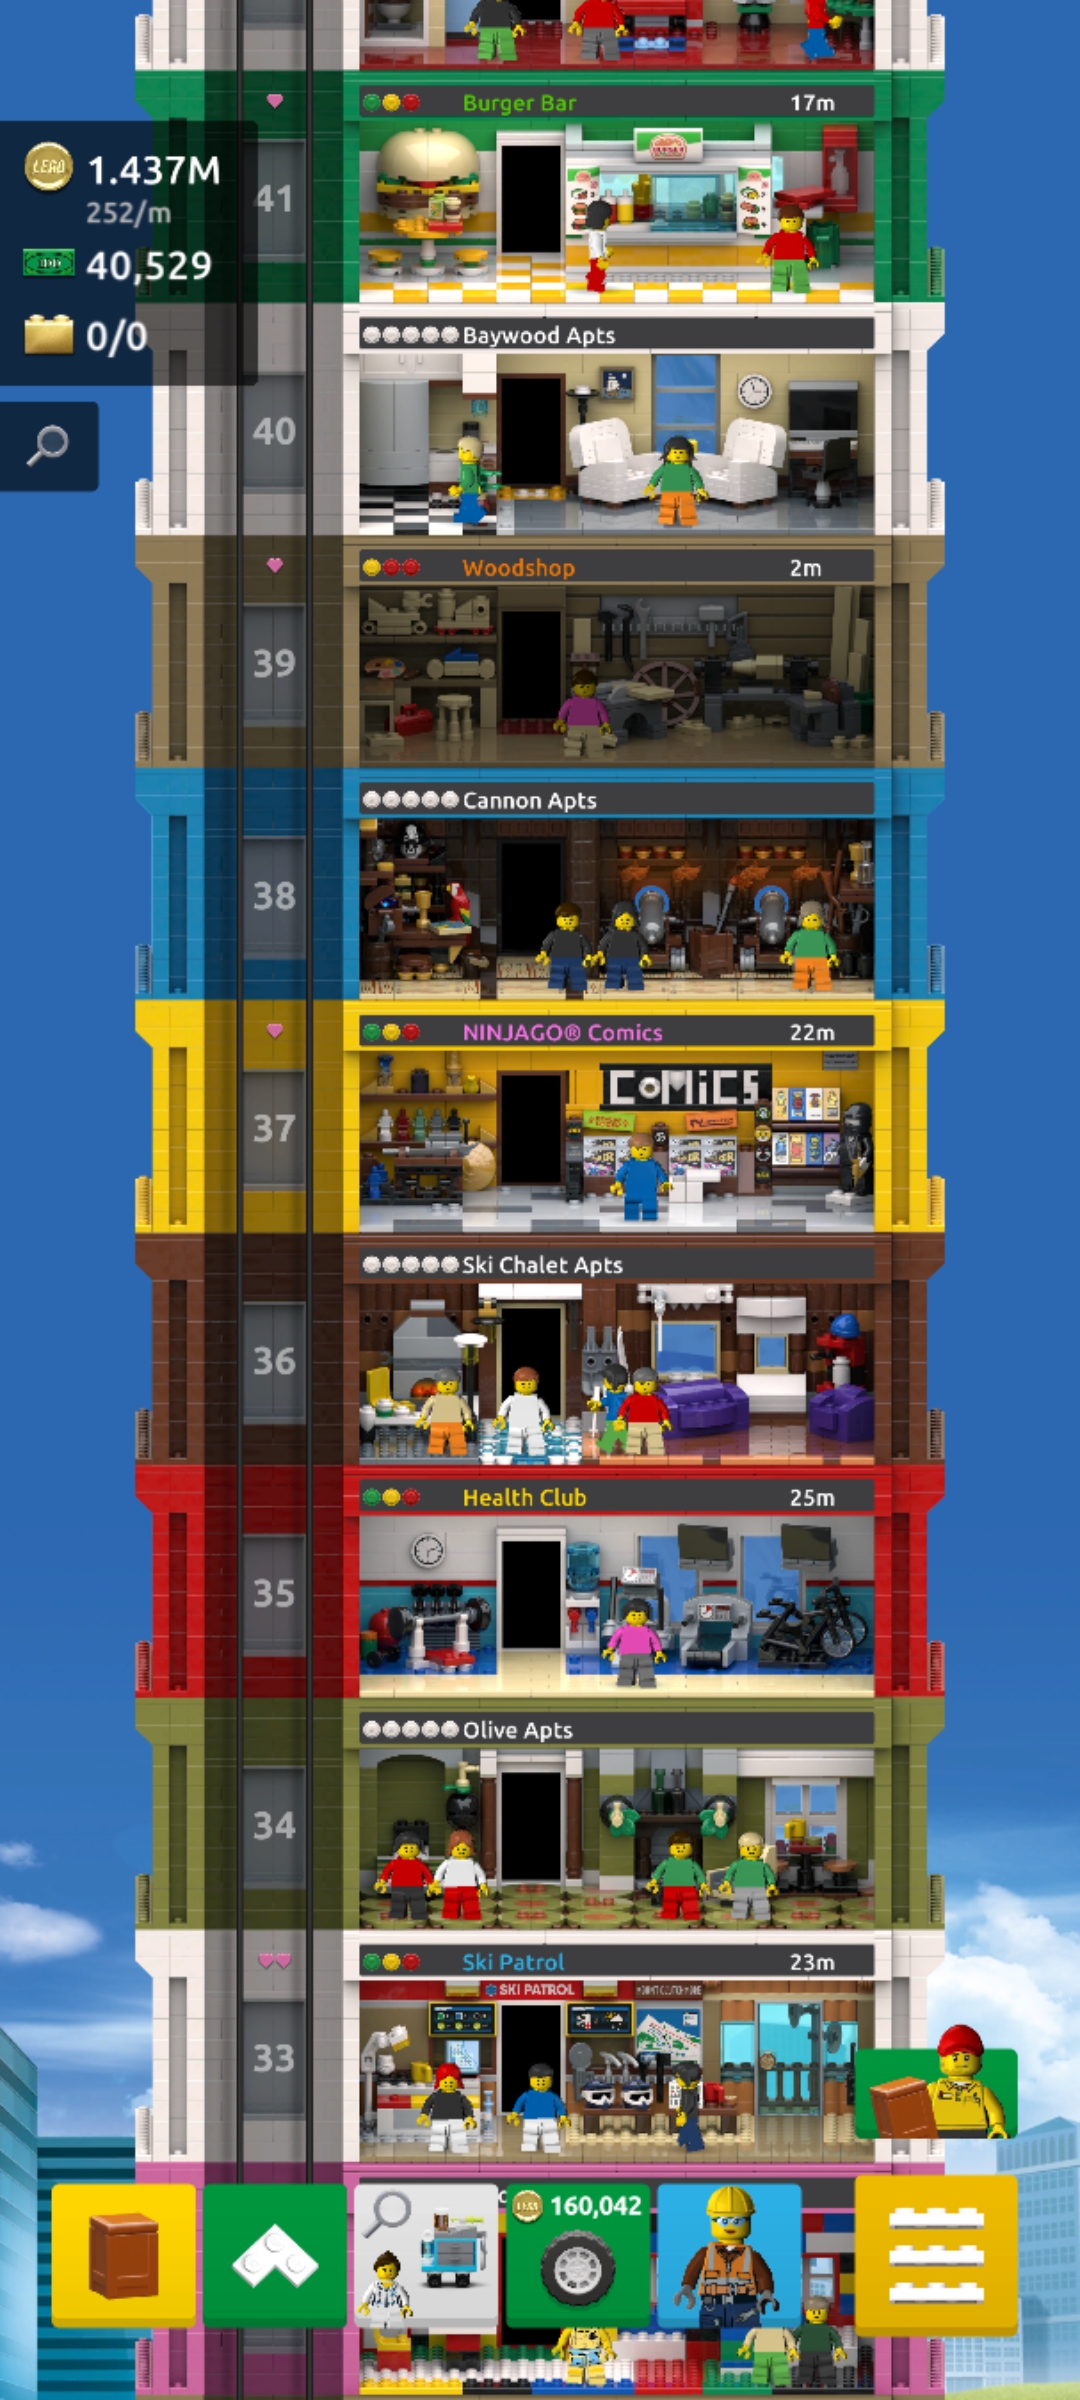 Burger Bar 17m
LEGO 1.437M
252/m
41
40,529
BURGER
0/0
Baywood Apts
40
Woodshop 2m
39
Cannon Apts
38
NINJAGO® Comics 22m
COMiCS
37
Ski Chalet Apts
36
Health Club 25m
35
Olive Apts
34
Ski Patrol 23m
SKI PATROL
33
160,042